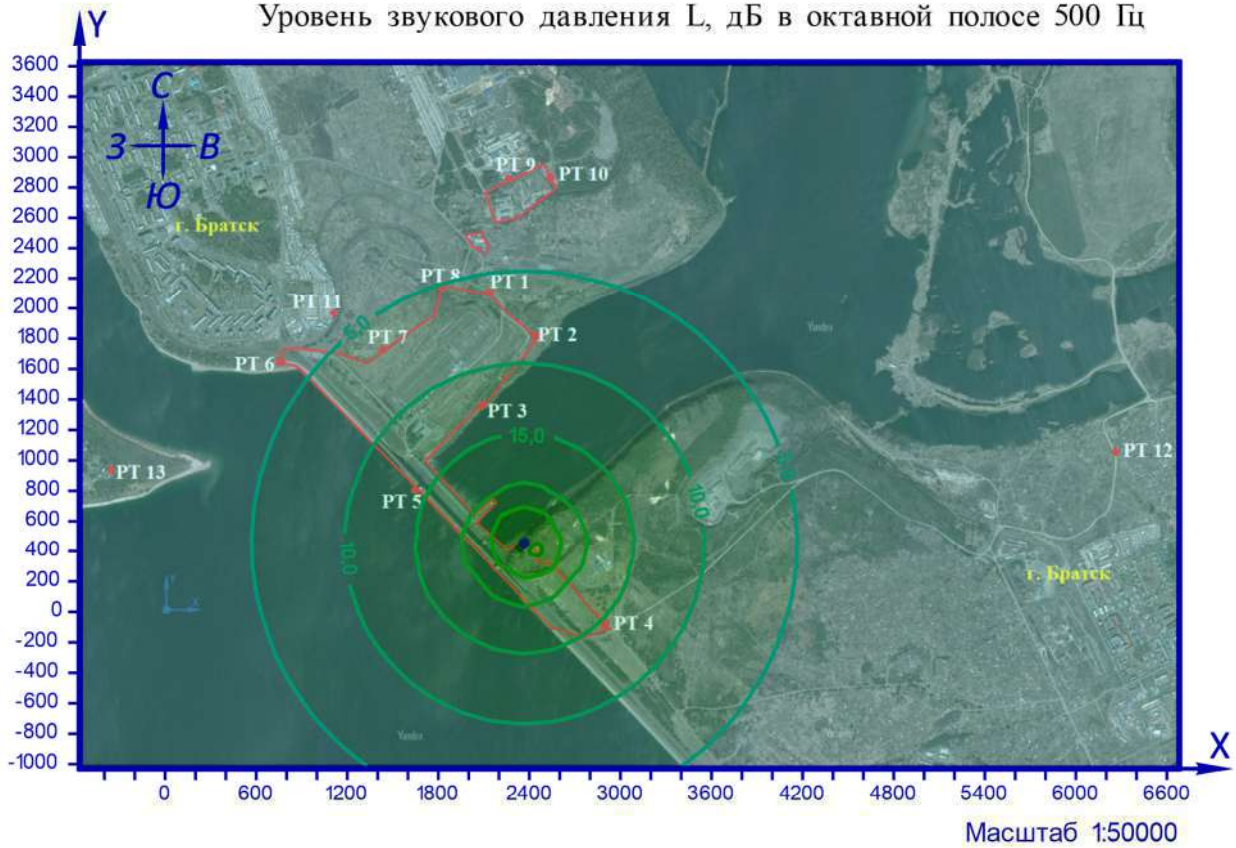 Уровень звукового давления L, дБ в октавной полосе 500 Гц
Y
3600
3400
3200
3000
2800
2600
2400
2200
2000
1800
1600
1400
1200
1000
800
600
400
200
0
-200
-400
-600
-800
-1000
С
З В
Ю
г. Братск
РТ 9
РТ 10
РТ 8
РТ 1
РТ 11
5,0
РТ 7
РТ 2
Yandex
РТ 6
РТ 3
15,0
РТ 12
РТ 13
РТ 5
10,0
10,0
г. Братск
Y
X
РТ 4
Yandex
X
0 600 1200 1800 2400 3000 3600 4200 4800 5400 6000 6600
Масштаб 1:50000